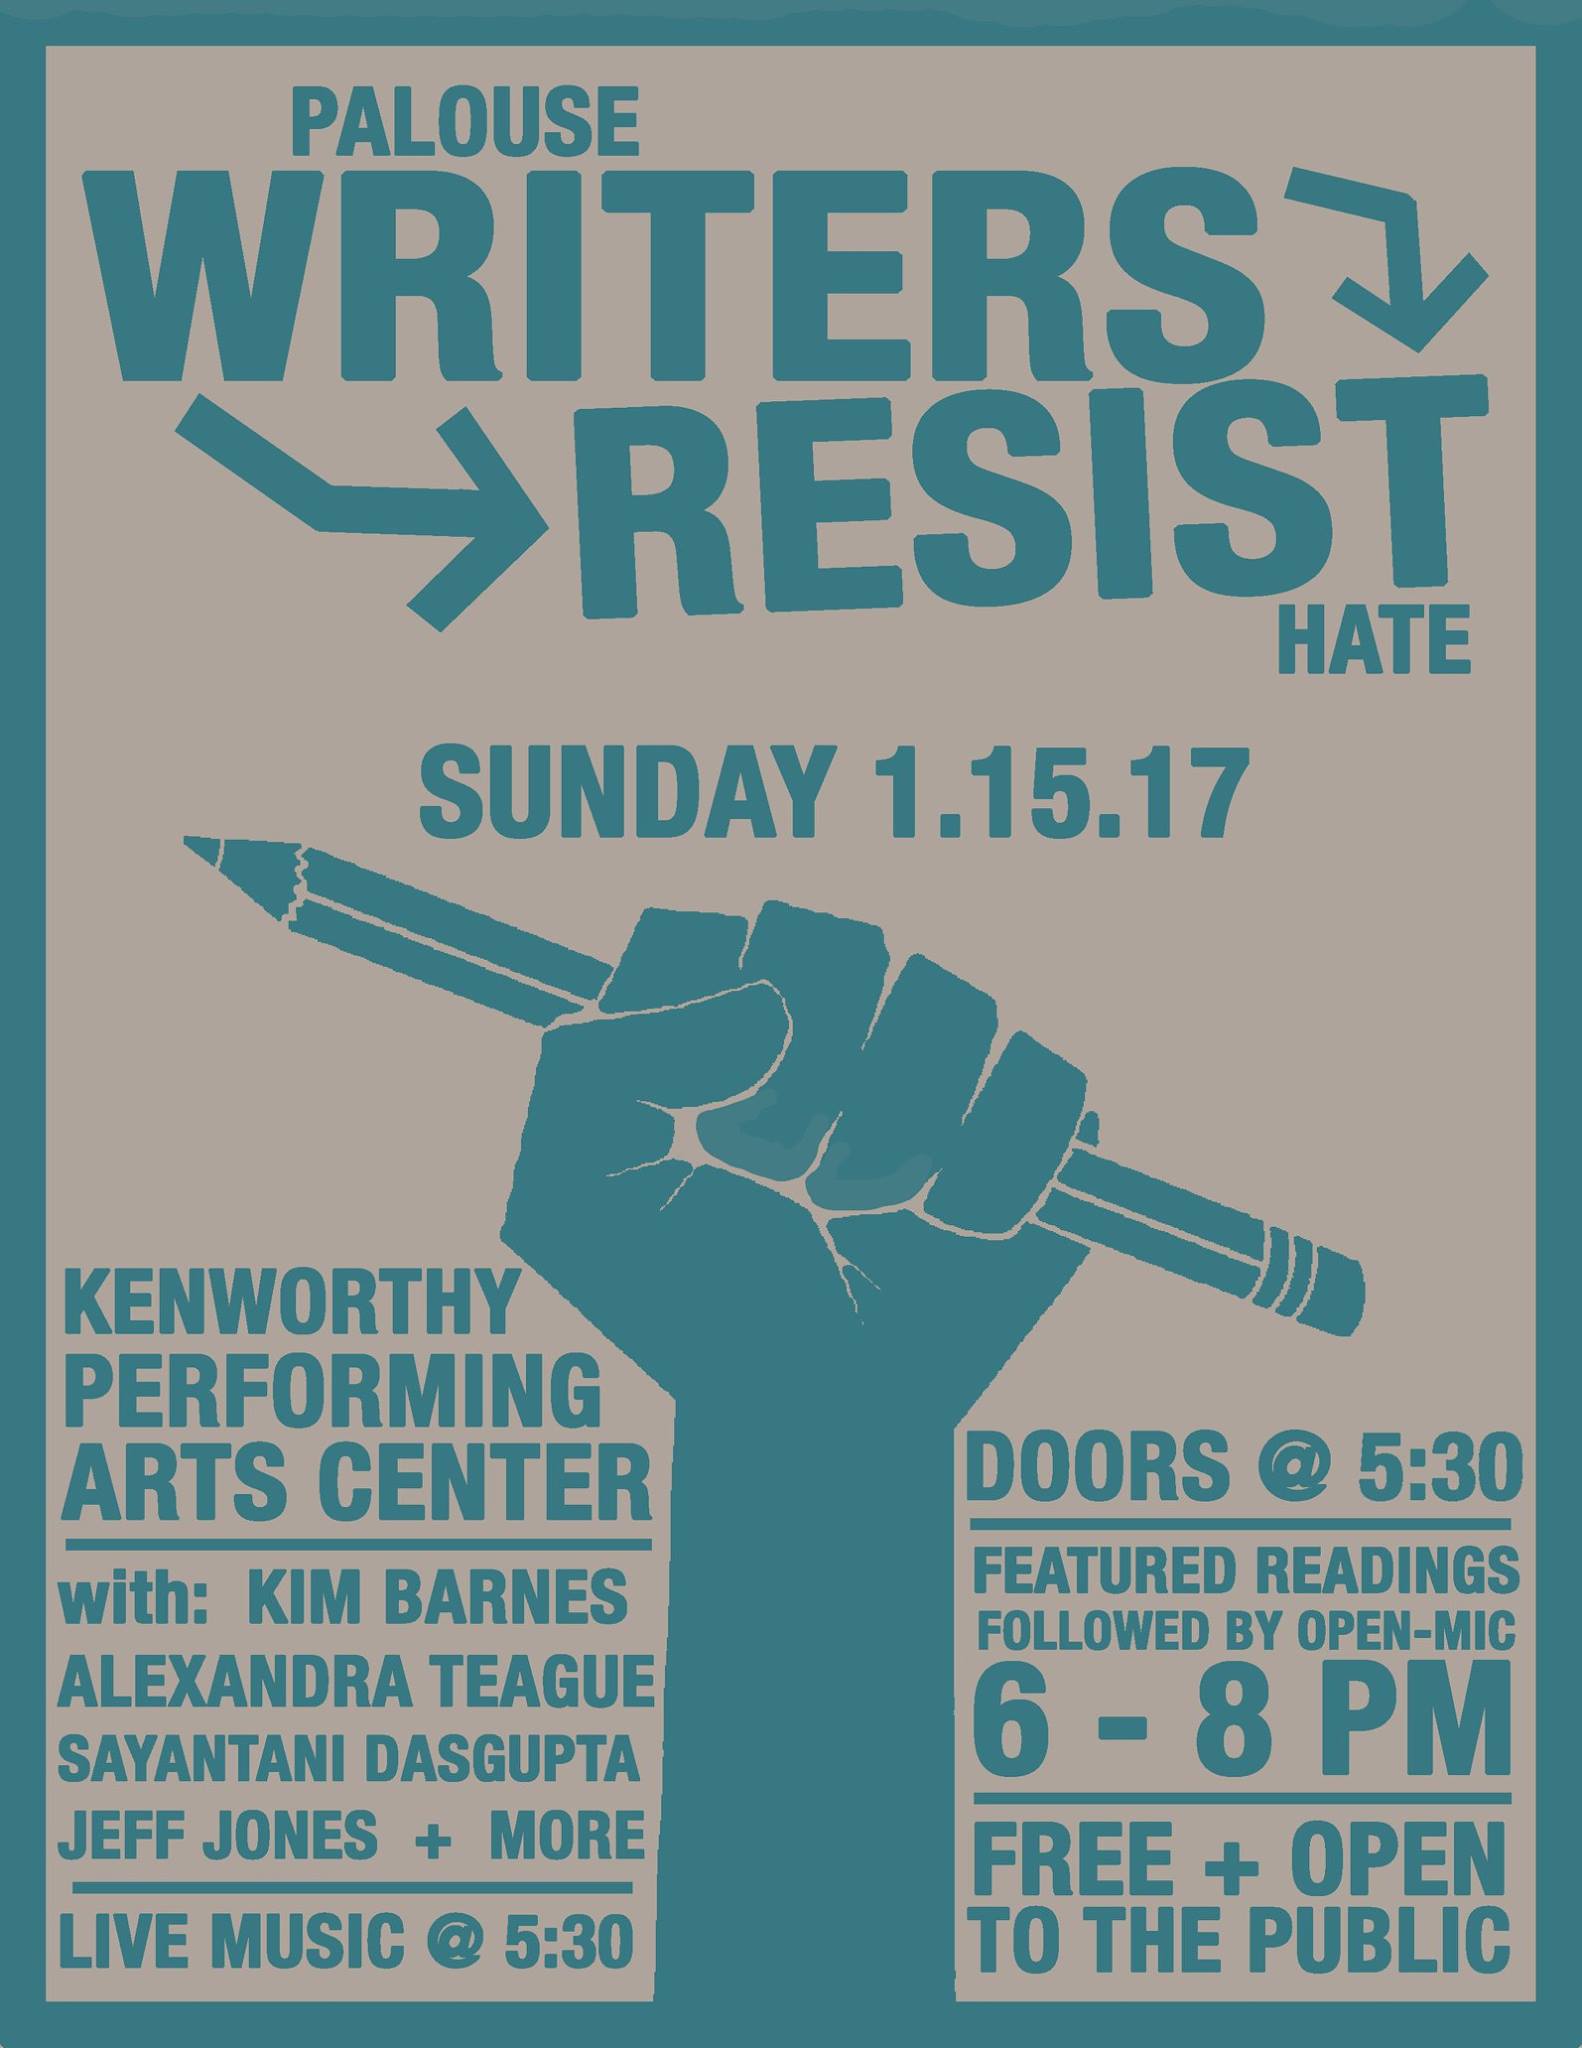 PALOUSE
WRITERS
RESIST
HATE
SUNDAY 1.15.17
KENWORTHY
PERFORMING
ARTS CENTER
with: KIM BARNES
ALEXANDRA TEAGUE
SAYANTANI DASGUPTA
JEFF JONES + MORE
LIVE MUSIC @ 5:30
DOORS @ 5:30
FEATURED READINGS
FOLLOWED BY OPEN-MIC
6 - 8 PM
FREE + OPEN
TO THE PUBLIC